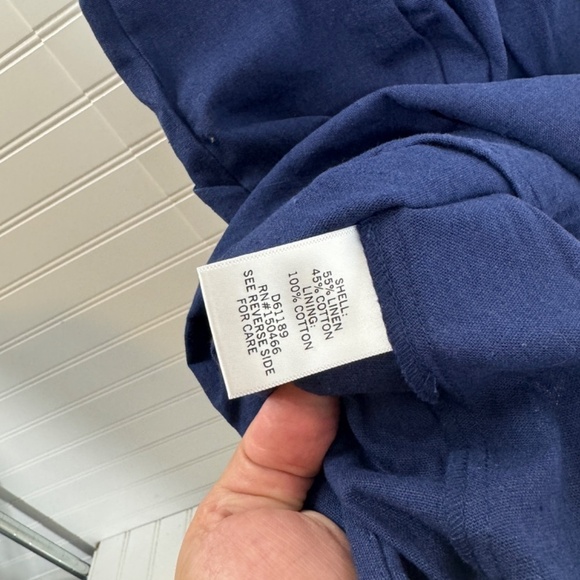 SHELL:
55% LINEN
45% COTTON
LINING:
100% COTTON
D61189
RN#150466
SEE REVERSE SIDE
FOR CARE